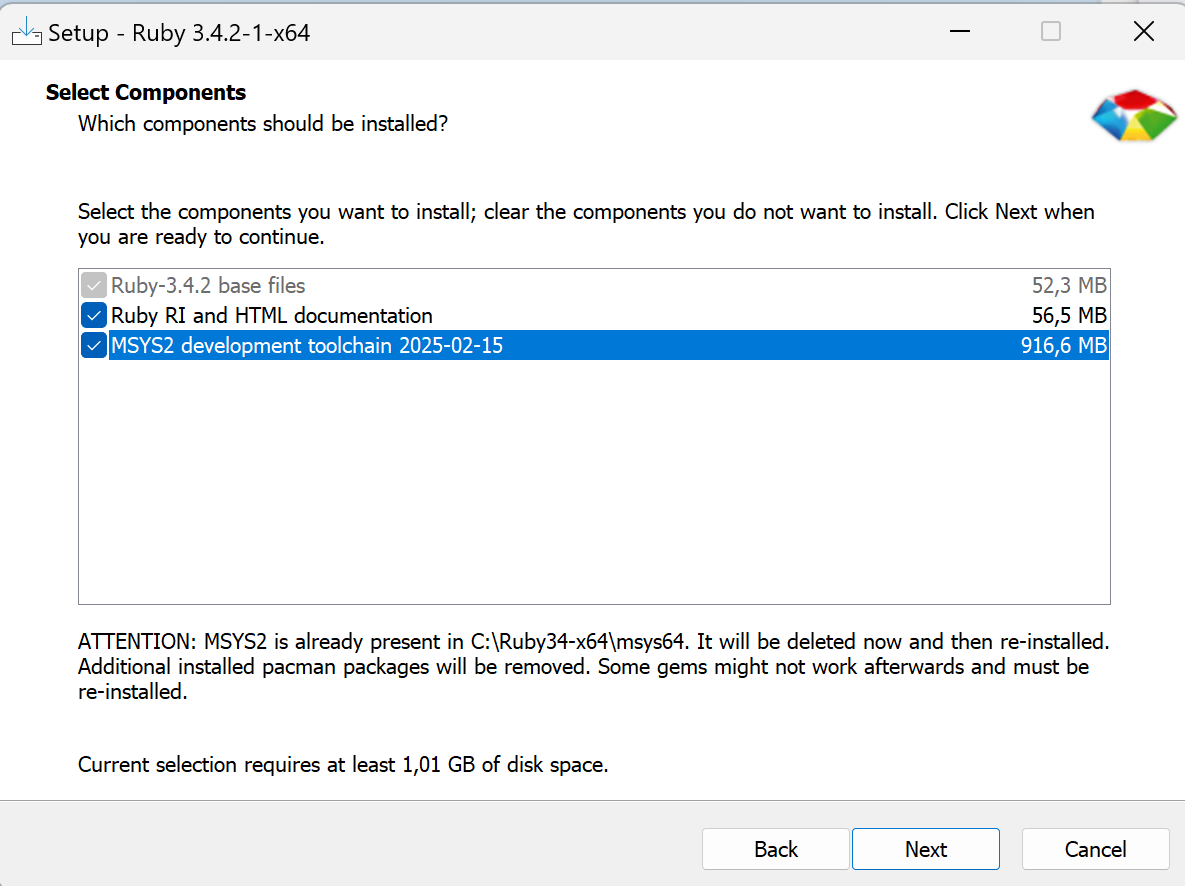 Setup - Ruby 3.4.2-1-x64
Select Components
Which components should be installed?
Select the components you want to install; clear the components you do not want to install. Click Next when
you are ready to continue.
Ruby-3.4.2 base files 52,3 MB
Ruby RI and HTML documentation 56,5 MB
MSYS2 development toolchain 2025-02-15 916,6 MB
ATTENTION: MSYS2 is already present in C:\Ruby34-x64\msys64. It will be deleted now and then re-installed.
Additional installed pacman packages will be removed. Some gems might not work afterwards and must be
re-installed.
Current selection requires at least 1,01 GB of disk space.
Back Next Cancel